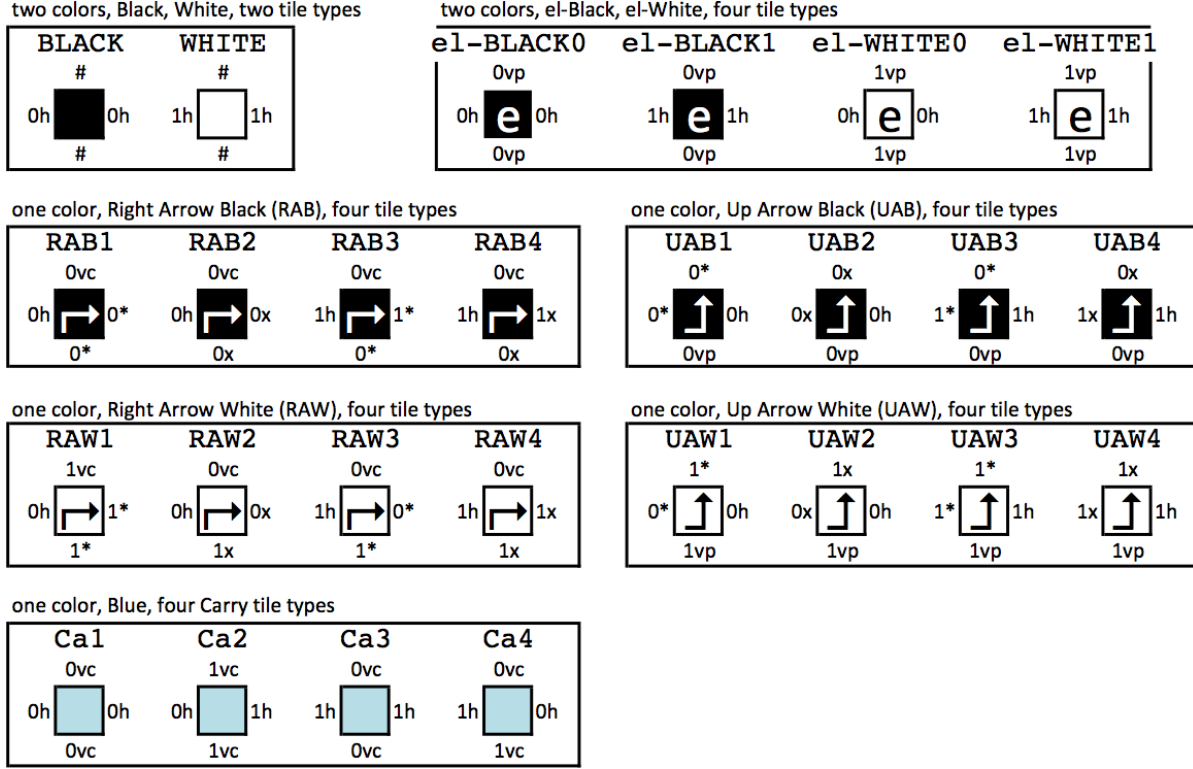 two colors, Black, White, two tile types
two colors, el-Black, el-White, four tile types
BLACK WHITE
el-BLACK0 el-BLACK1 el-WHITE0 el-WHITE1
# #
0vp 0vp 1vp 1vp
0h 0h 1h 1h
0h e 0h 1h e 1h 0h e 0h 1h e 1h
# #
0vp 0vp 1vp 1vp
one color, Right Arrow Black (RAB), four tile types
one color, Up Arrow Black (UAB), four tile types
RAB1 RAB2 RAB3 RAB4
UAB1 UAB2 UAB3 UAB4
0vc 0vc 0vc 0vc
0* 0x 0* 0x
0h 0* 0h 0x 1h 1* 1h 1x
0* 0h 0x 0h 1* 1h 1x 1h
0* 0x 0* 0x
0vp 0vp 0vp 0vp
one color, Right Arrow White (RAW), four tile types
one color, Up Arrow White (UAW), four tile types
RAW1 RAW2 RAW3 RAW4
UAW1 UAW2 UAW3 UAW4
1vc 0vc 0vc 0vc
1* 1x 1* 1x
0h 1* 0h 0x 1h 0* 1h 1x
0* 0h 0x 0h 1* 1h 1x 1h
1* 1x 1* 1x
1vp 1vp 1vp 1vp
one color, Blue, four Carry tile types
Ca1 Ca2 Ca3 Ca4
0vc 1vc 0vc 0vc
0h 0h 0h 1h 1h 1h 1h 0h
0vc 1vc 0vc 1vc